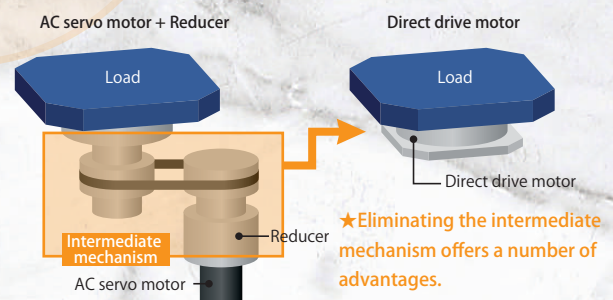 AC servo motor + Reducer
Direct drive motor
Load
Load
Direct drive motor
Intermediate
mechanism
Reducer
AC servo motor
★Eliminating the intermediate
mechanism offers a number of
advantages.